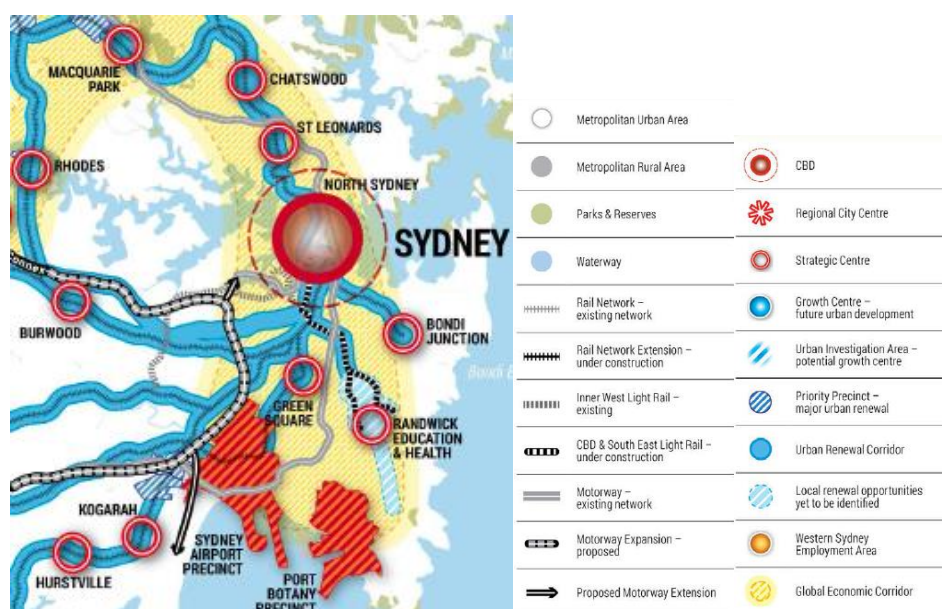 MACQUARIE
PARK
CHATSWOOD
ST LEONARDS
RHODES
NORTH SYDNEY
SYDNEY
BURWOOD
BONDI
JUNCTION
GREEN
SQUARE
RANDWICK
EDUCATION
& HEALTH
KOGARAH
SYDNEY
AIRPORT
PRECINCT
HURSTVILLE
PORT
BOTANY
PRECINCT
Metropolitan Urban Area
Metropolitan Rural Area
Parks & Reserves
Waterway
Rail Network –
existing network
Rail Network Extension –
under construction
Inner West Light Rail –
existing
CBD & South East Light Rail –
under construction
Motorway –
existing network
Motorway Expansion –
proposed
Proposed Motorway Extension
CBD
Regional City Centre
Strategic Centre
Growth Centre –
future urban development
Urban Investigation Area –
potential growth centre
Priority Precinct –
major urban renewal
Urban Renewal Corridor
Local renewal opportunities
yet to be identified
Western Sydney
Employment Area
Global Economic Corridor